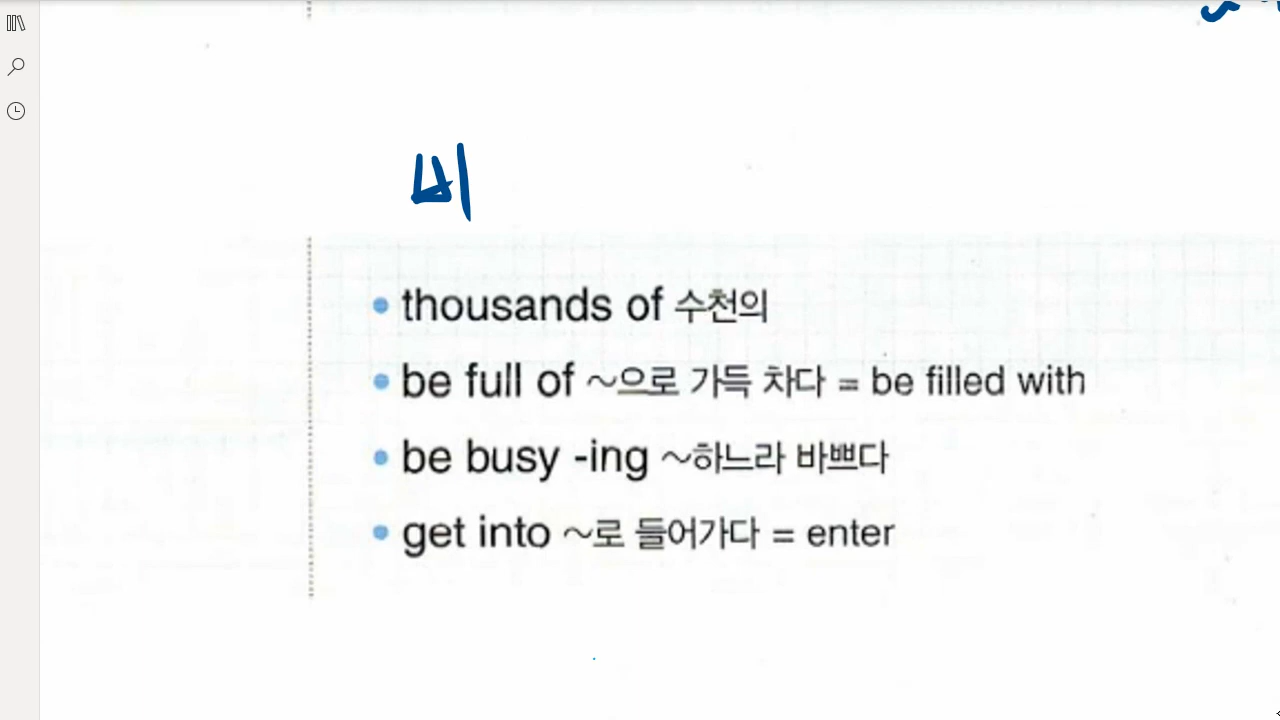 비
• thousands of 수천의
• be full of ~으로 가득 차다 = be filled with
• be busy -ing ~하느라 바쁘다
• get into ~로 들어가다 = enter